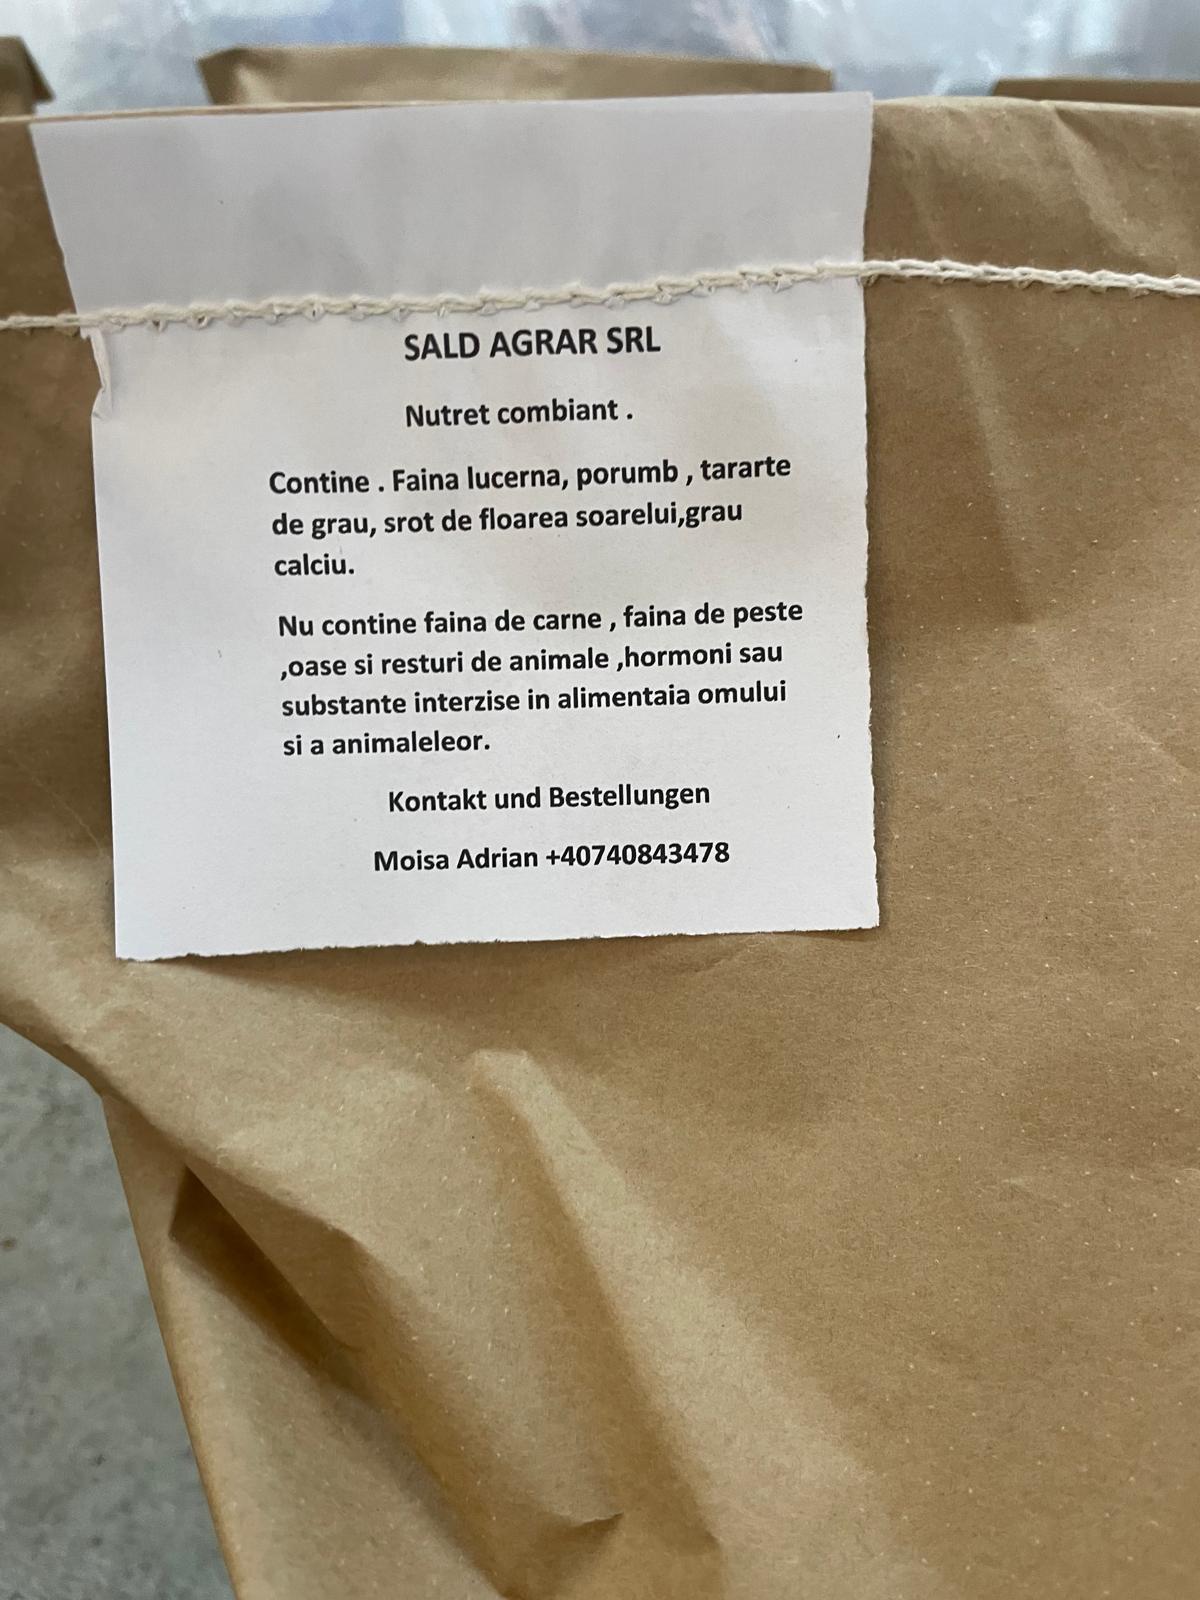 SALD AGRAR SRL
Nutret combiant .
Contine . Faina lucerna, porumb , tararte
de grau, srot de floarea soarelui,grau
calciu.
Nu contine faina de carne , faina de peste
,oase si resturi de animale ,hormoni sau
substante interzise in alimentaia omului
si a animaleleor.
Kontakt und Bestellungen
Moisa Adrian +40740843478